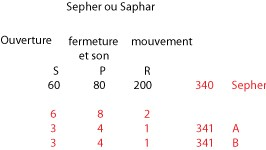 Sepher ou Saphar
Ouverture fermeture mouvement
et son
S P R
60 80 200 340 Sepher
6 8 2
3 4 1 341 A
3 4 1 341 B